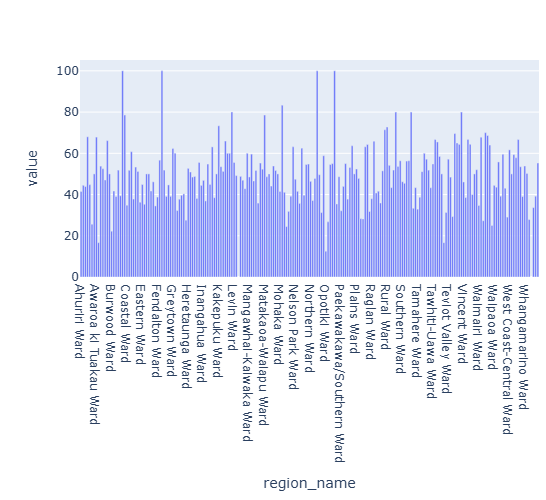 100
80
60
40
20
0
value
Ahuriri Ward
Awaroa ki Tuakau Ward
Burwood Ward
Coastal Ward
Eastern Ward
Fendalton Ward
Greytown Ward
Heretaunga Ward
Inangahua Ward
Kakepuku Ward
Levin Ward
Mangawhai-Kaiwaka Ward
Matakaoa-Waiapu Ward
Mohaka Ward
Nelson Park Ward
Northern Ward
Opotiki Ward
Paekawakawa/Southern Ward
Plains Ward
Raglan Ward
Rural Ward
Southern Ward
Tamahere Ward
Tawhiti-Uawa Ward
Teviot Valley Ward
Vincent Ward
Waimairi Ward
Waipaoa Ward
West Coast-Central Ward
Whangamarino Ward
region_name